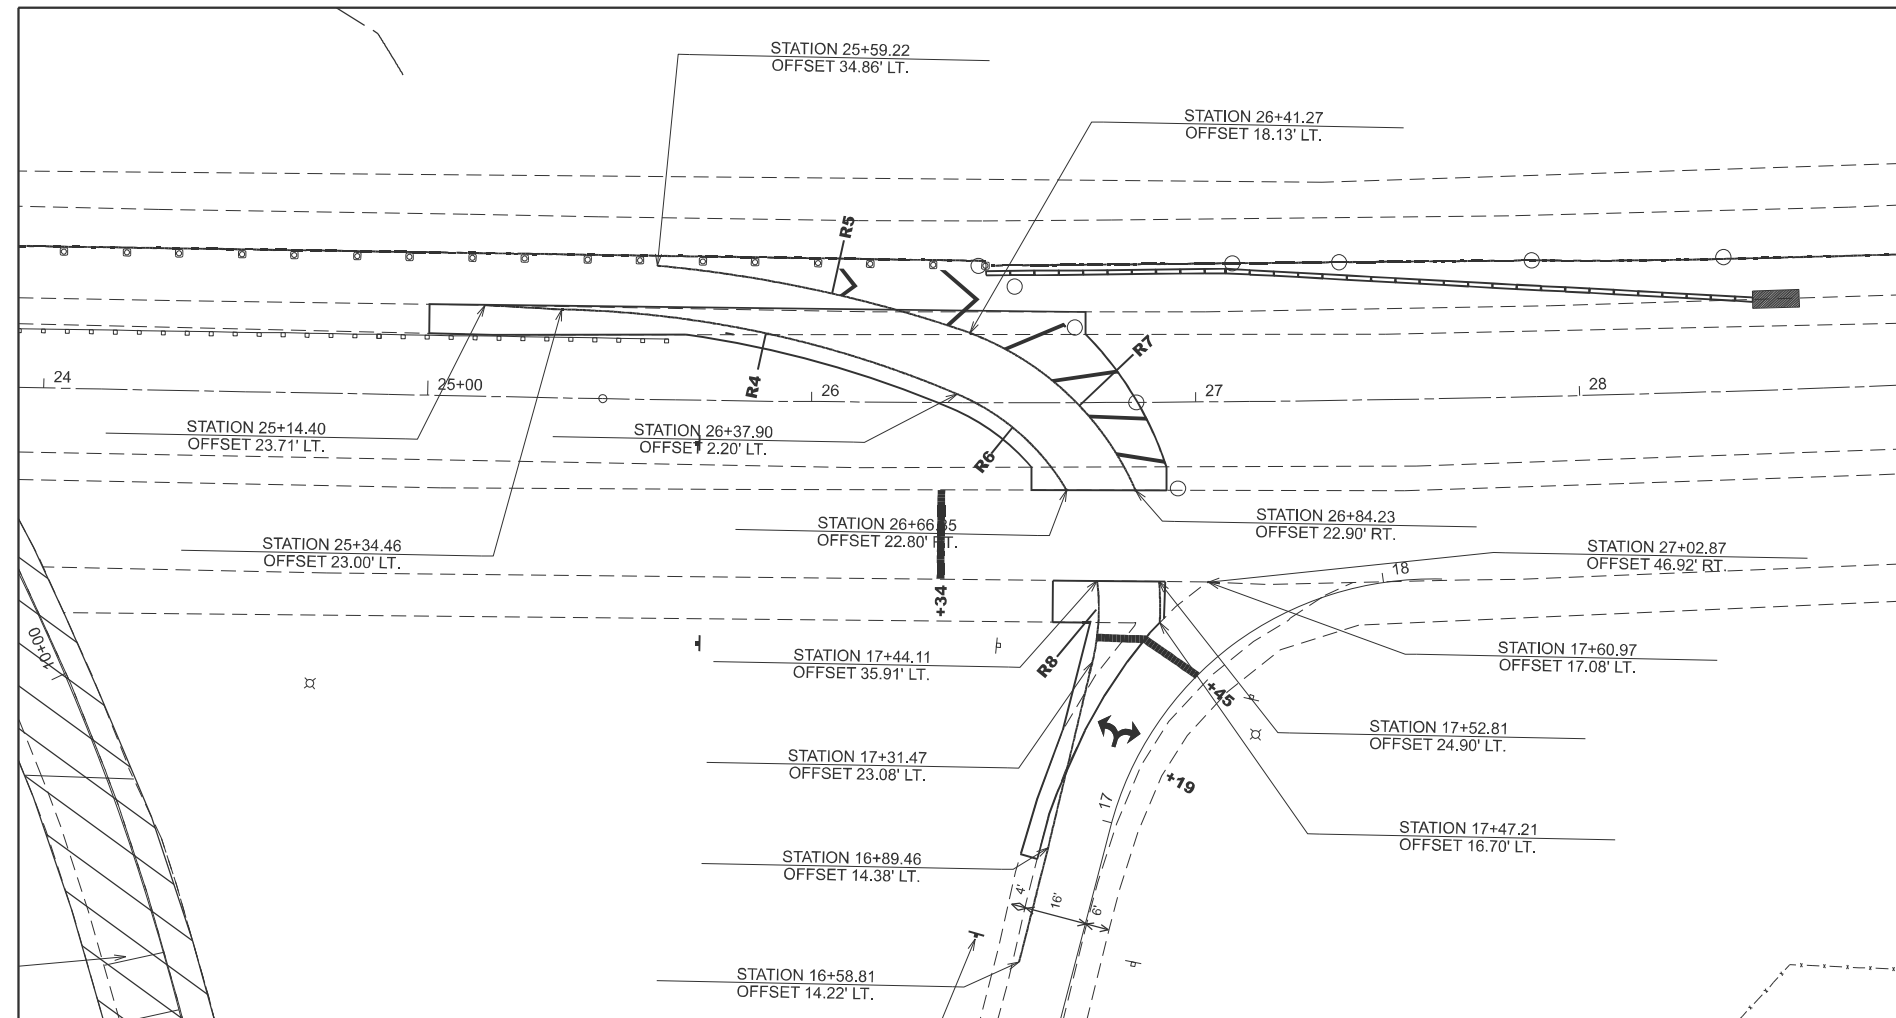 STATION 25+59.22
OFFSET 34.86' LT.
STATION 26+41.27
OFFSET 18.13' LT.
R5
R7
24
25+00
R4
26
27
28
STATION 25+14.40
OFFSET 23.71' LT.
STATION 26+37.90
OFFSET 2.20' LT.
R6
STATION 25+34.46
OFFSET 23.00' LT.
OFFSET 22.80' RT.
STATION 26+84.23
OFFSET 22.90' RT.
STATION 27+02.87
OFFSET 46.92' RT.
18
+34
10+00
STATION 17+44.11
OFFSET 35.91' LT.
R8
STATION 17+60.97
OFFSET 17.08' LT.
+45
STATION 17+52.81
OFFSET 24.90' LT.
STATION 17+31.47
OFFSET 23.08' LT.
+19
17
STATION 17+47.21
OFFSET 16.70' LT.
STATION 16+89.46
OFFSET 14.38' LT.
4'
16'
6'
STATION 16+58.81
OFFSET 14.22' LT.